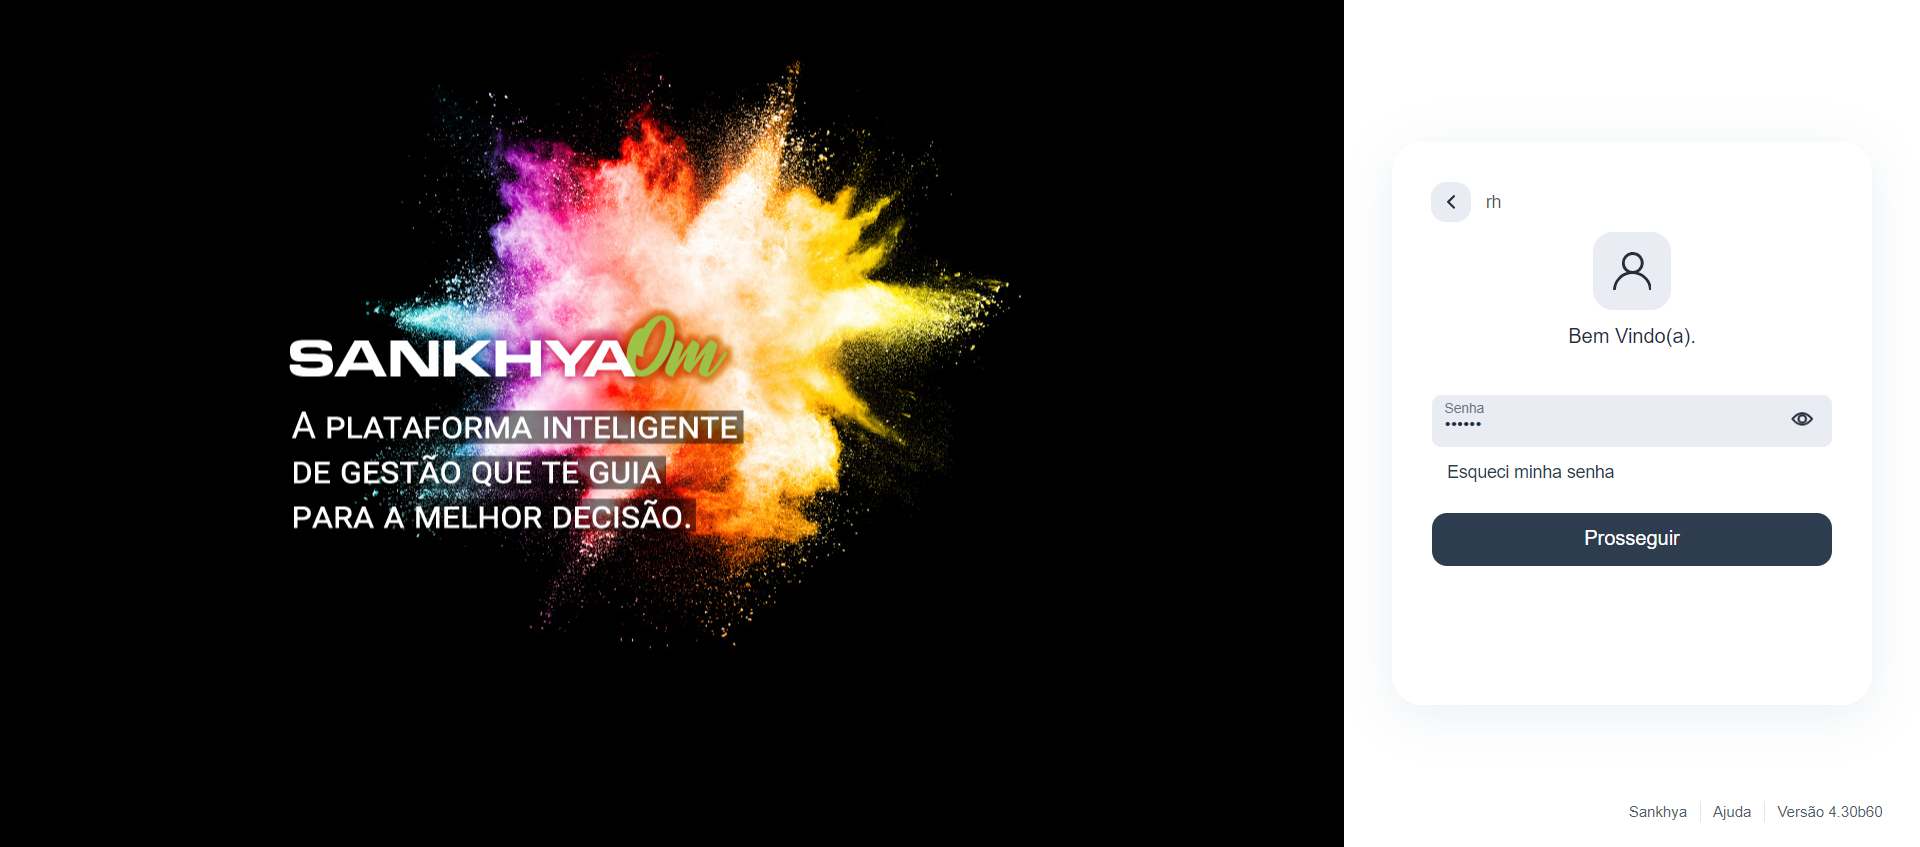 SANKHYA Om
A PLATAFORMA INTELIGENTE
DE GESTÃO QUE TE GUIA
PARA A MELHOR DECISÃO.
rh
Bem Vindo(a).
Senha
••••••
Esqueci minha senha
Prosseguir
Sankhya
Ajuda
Versão 4.30b60